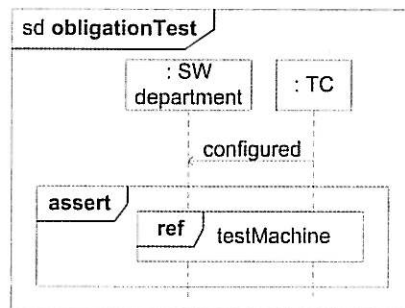 sd obligationTest
: SW
department
: TC
configured
assert
ref
testMachine